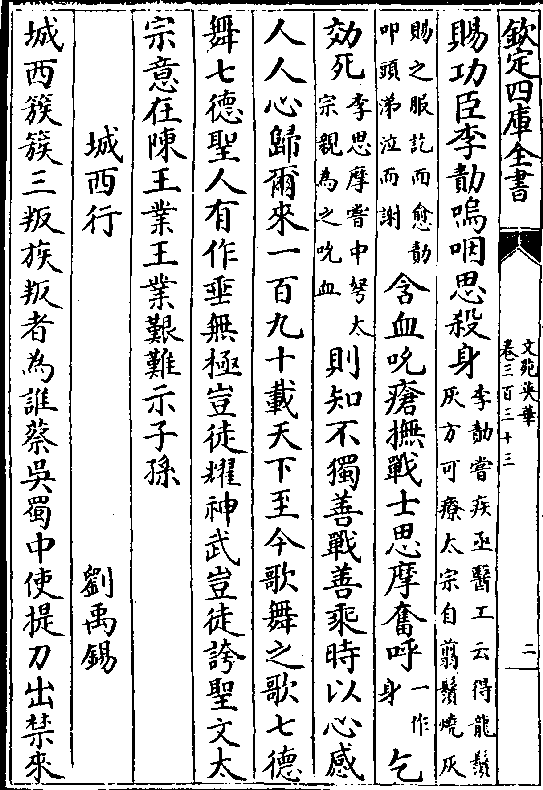 欽定四庫全書
文苑英華
卷三百三十三
二
賜功臣李勣嗚咽思殺身李勣嘗疾亟醫工云得龍鬚灰方可療太宗自翦鬚燒灰
賜之服訖而愈勣叩頭涕泣而謝含血吮瘡撫戰士思摩奮呼一作身乞
効死李思摩嘗中弩太宗親為之吮血則知不獨善戰善乘時以心感
人人心歸爾來一百九十載天下至今歌舞之歌七德
舞七德聖人有作垂無極豈徒耀神武豈徒誇聖文太
宗意在陳王業王業艱難示子孫
城西行 劉禹錫
城西簇簇三叛族叛者為誰蔡吳蜀中使提刀出禁來